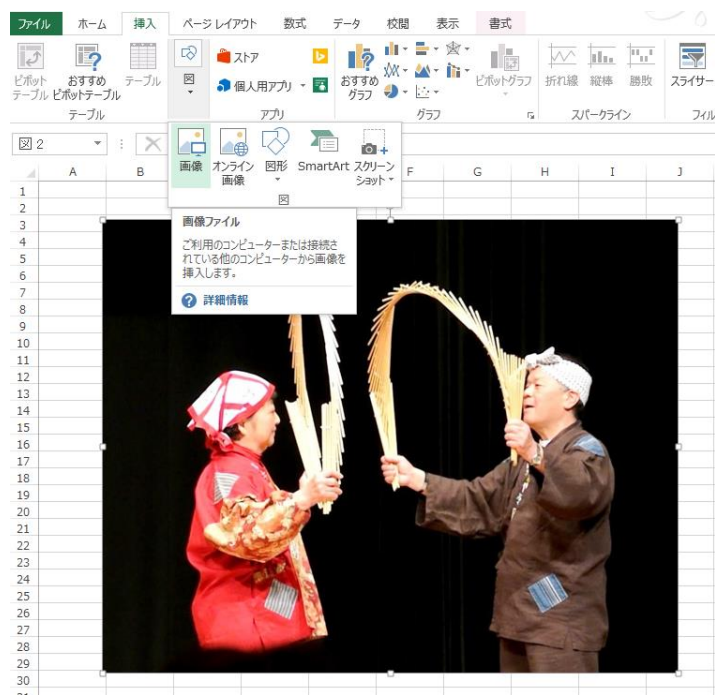 ファイル ホーム 挿入 ページ レイアウト 数式 データ 校閲 表示 書式
ピボット
テーブル
おすすめ
ピボットテーブル
テーブル
テーブル
図
ストア
個人用アプリ
アプリ
おすすめ
グラフ
ピボットグラフ
グラフ
折れ線 縦棒 勝敗
スパークライン
スライサー
フィル
図 2
画像
オンライン
画像
図形
SmartArt
スクリーン
ショット
図
画像ファイル
ご利用のコンピューターまたは接続さ
れている他のコンピューターから画像を
挿入します。
詳細情報
A B F G H I J
1
2
3
4
5
6
7
8
9
10
11
12
13
14
15
16
17
18
19
20
21
22
23
24
25
26
27
28
29
30